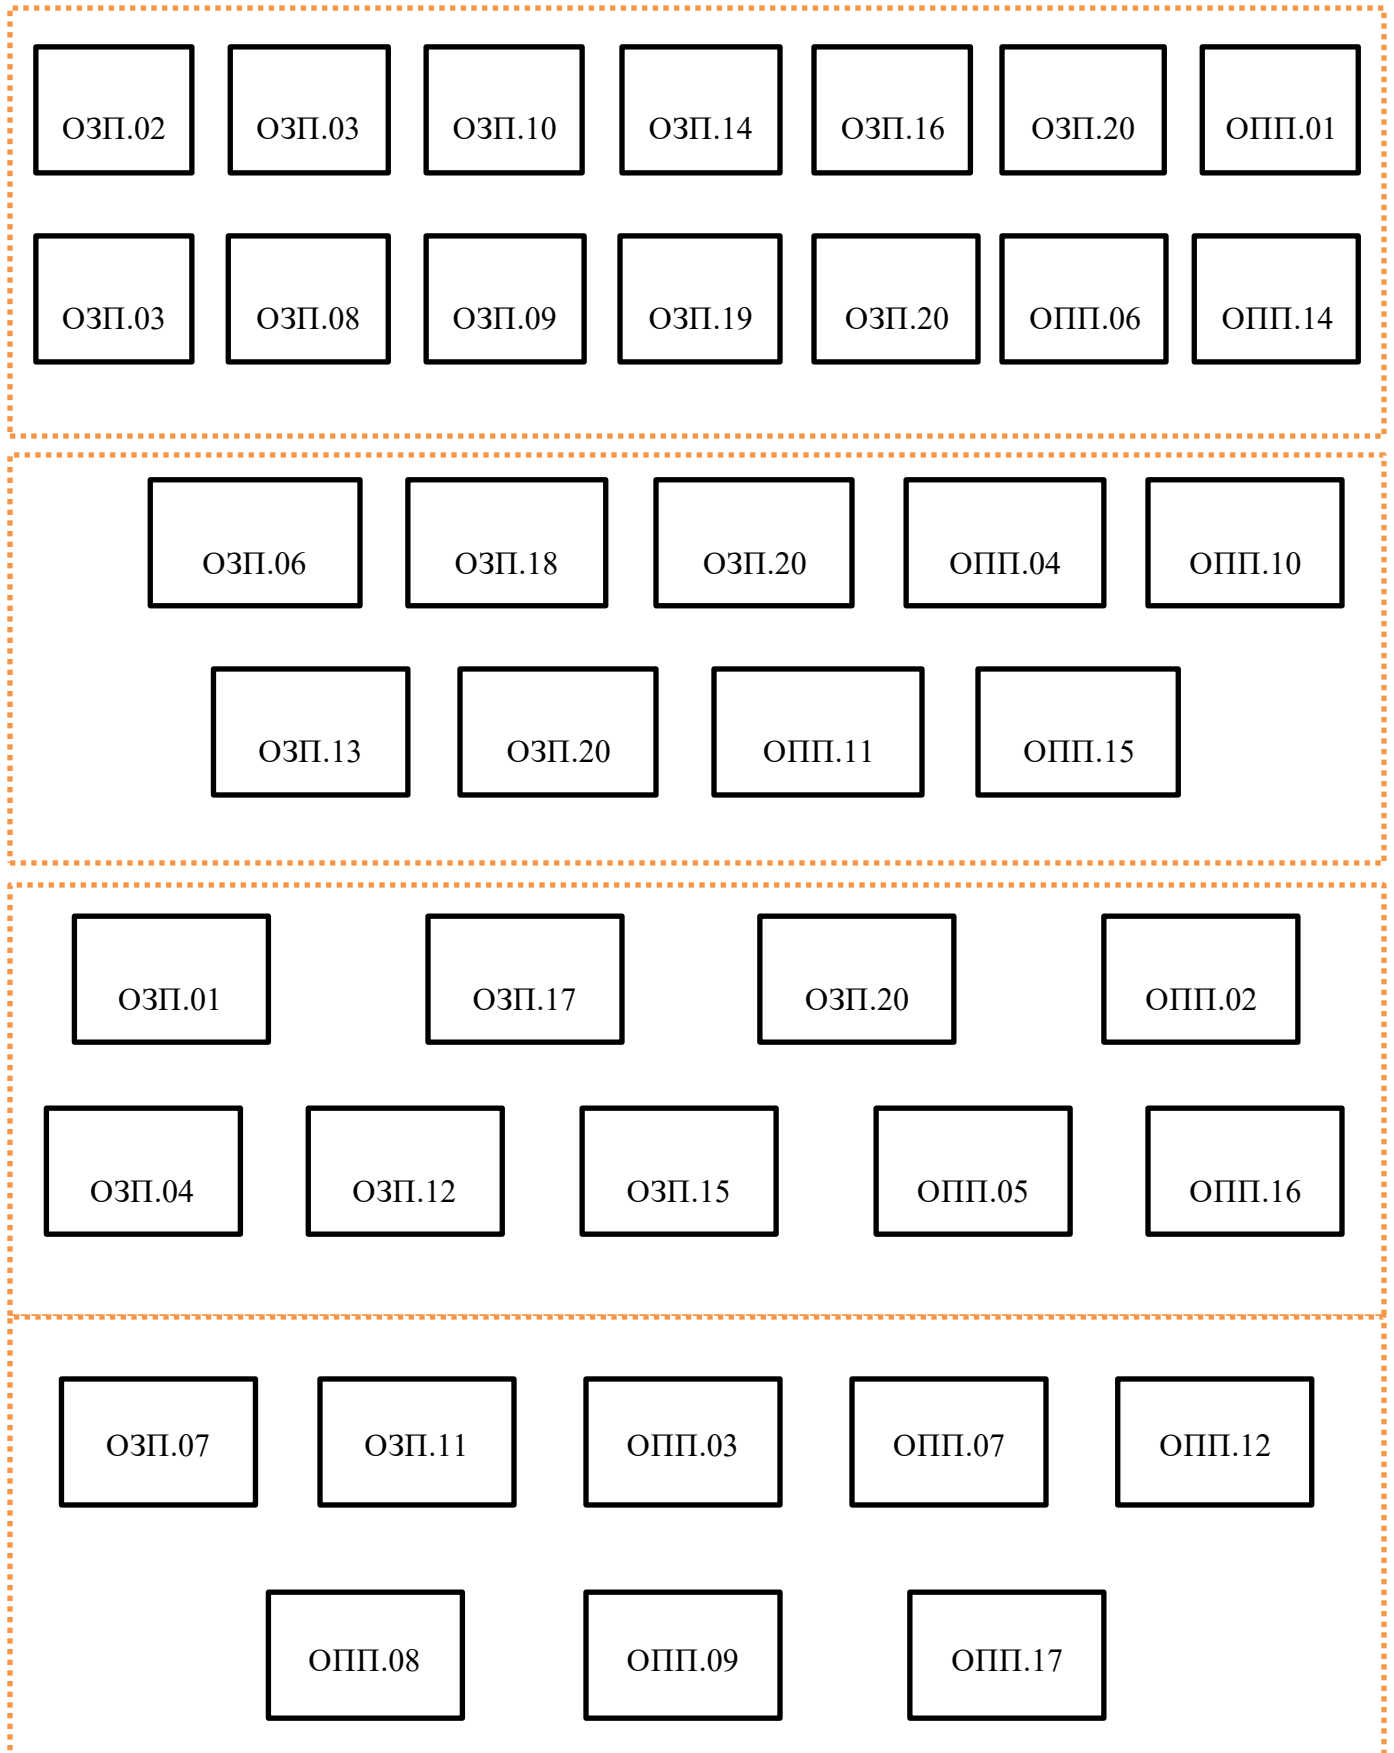 ОЗП.02 ОЗП.03 ОЗП.10 ОЗП.14 ОЗП.16 ОЗП.20 ОПП.01
ОЗП.03 ОЗП.08 ОЗП.09 ОЗП.19 ОЗП.20 ОПП.06 ОПП.14
ОЗП.06 ОЗП.18 ОЗП.20 ОПП.04 ОПП.10
ОЗП.13 ОЗП.20 ОПП.11 ОПП.15
ОЗП.01 ОЗП.17 ОЗП.20 ОПП.02
ОЗП.04 ОЗП.12 ОЗП.15 ОПП.05 ОПП.16
ОЗП.07 ОЗП.11 ОПП.03 ОПП.07 ОПП.12
ОПП.08 ОПП.09 ОПП.17